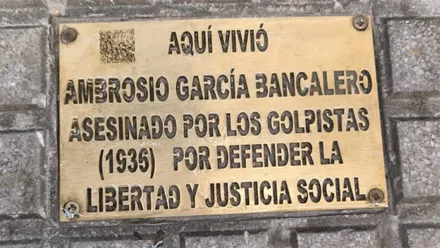 AQUÍ VIVIÓ
AMBROSIO GARCÍA BANCALERO
ASESINADO POR LOS GOLPISTAS
(1936) POR DEFENDER LA
LIBERTAD Y JUSTICIA SOCIAL